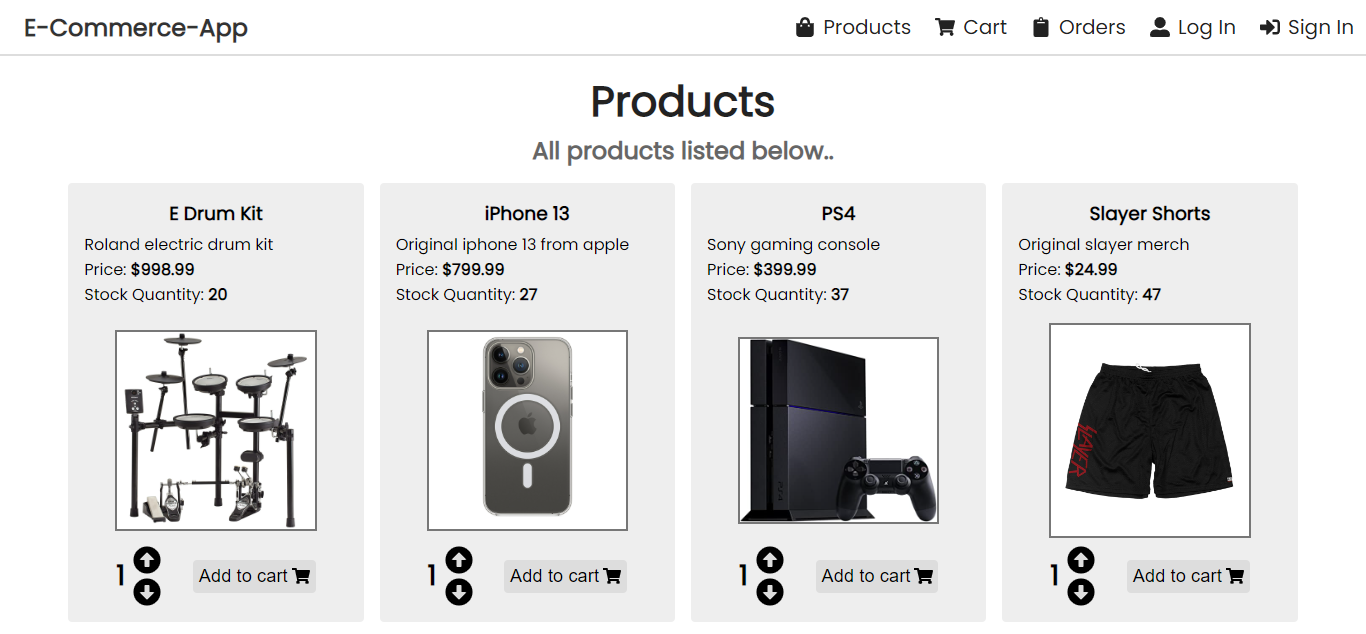 E-Commerce-App
Products Cart Orders Log In Sign In
Products
All products listed below..
E Drum Kit
Roland electric drum kit
Price: $998.99
Stock Quantity: 20
1
Add to cart
iPhone 13
Original iphone 13 from apple
Price: $799.99
Stock Quantity: 27
1
Add to cart
PS4
Sony gaming console
Price: $399.99
Stock Quantity: 37
PS4
1
Add to cart
Slayer Shorts
Original slayer merch
Price: $24.99
Stock Quantity: 47
SLAYER
1
Add to cart